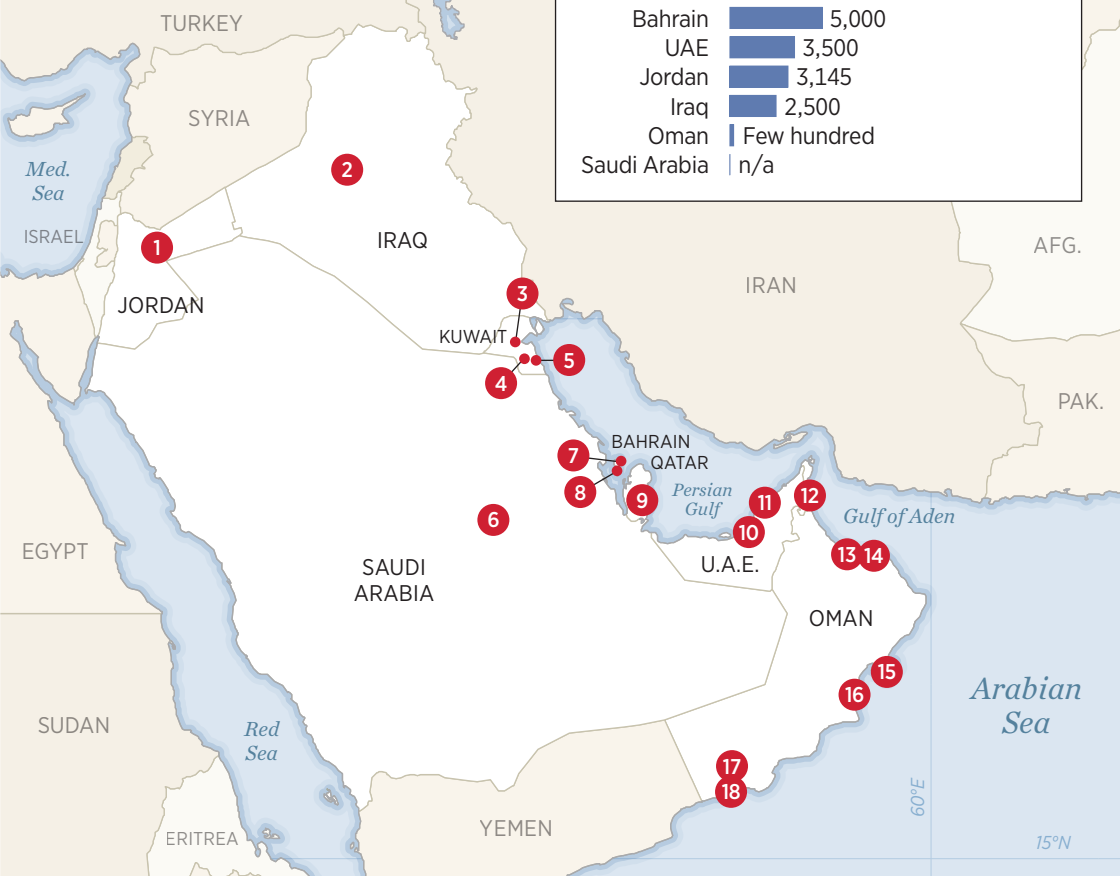 Bahrain 5,000
UAE 3,500
Jordan 3,145
Iraq 2,500
Oman Few hundred
Saudi Arabia n/a
TURKEY
SYRIA
Med.
Sea
ISRAEL
1
2
IRAQ
JORDAN
IRAN
AFG.
PAK.
3
KUWAIT
4
5
BAHRAIN
QATAR
7
8
9
Persian
Gulf
6
10
11
12
Gulf of Aden
13
14
EGYPT
SAUDI
ARABIA
U.A.E.
OMAN
15
16
Arabian
Sea
SUDAN
Red
Sea
17
18
60°E
15°N
YEMEN
ERITREA